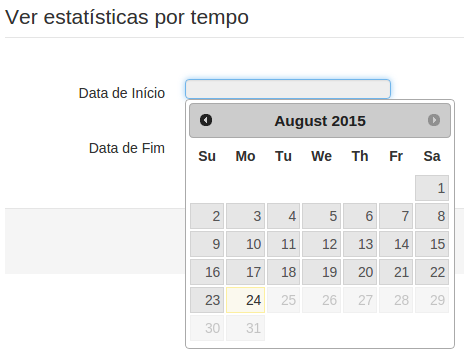 Ver estatísticas por tempo
Data de Início
August 2015
Su Mo Tu We Th Fr Sa
1
Data de Fim
2 3 4 5 6 7 8
9 10 11 12 13 14 15
16 17 18 19 20 21 22
23 24 25 26 27 28 29
30 31